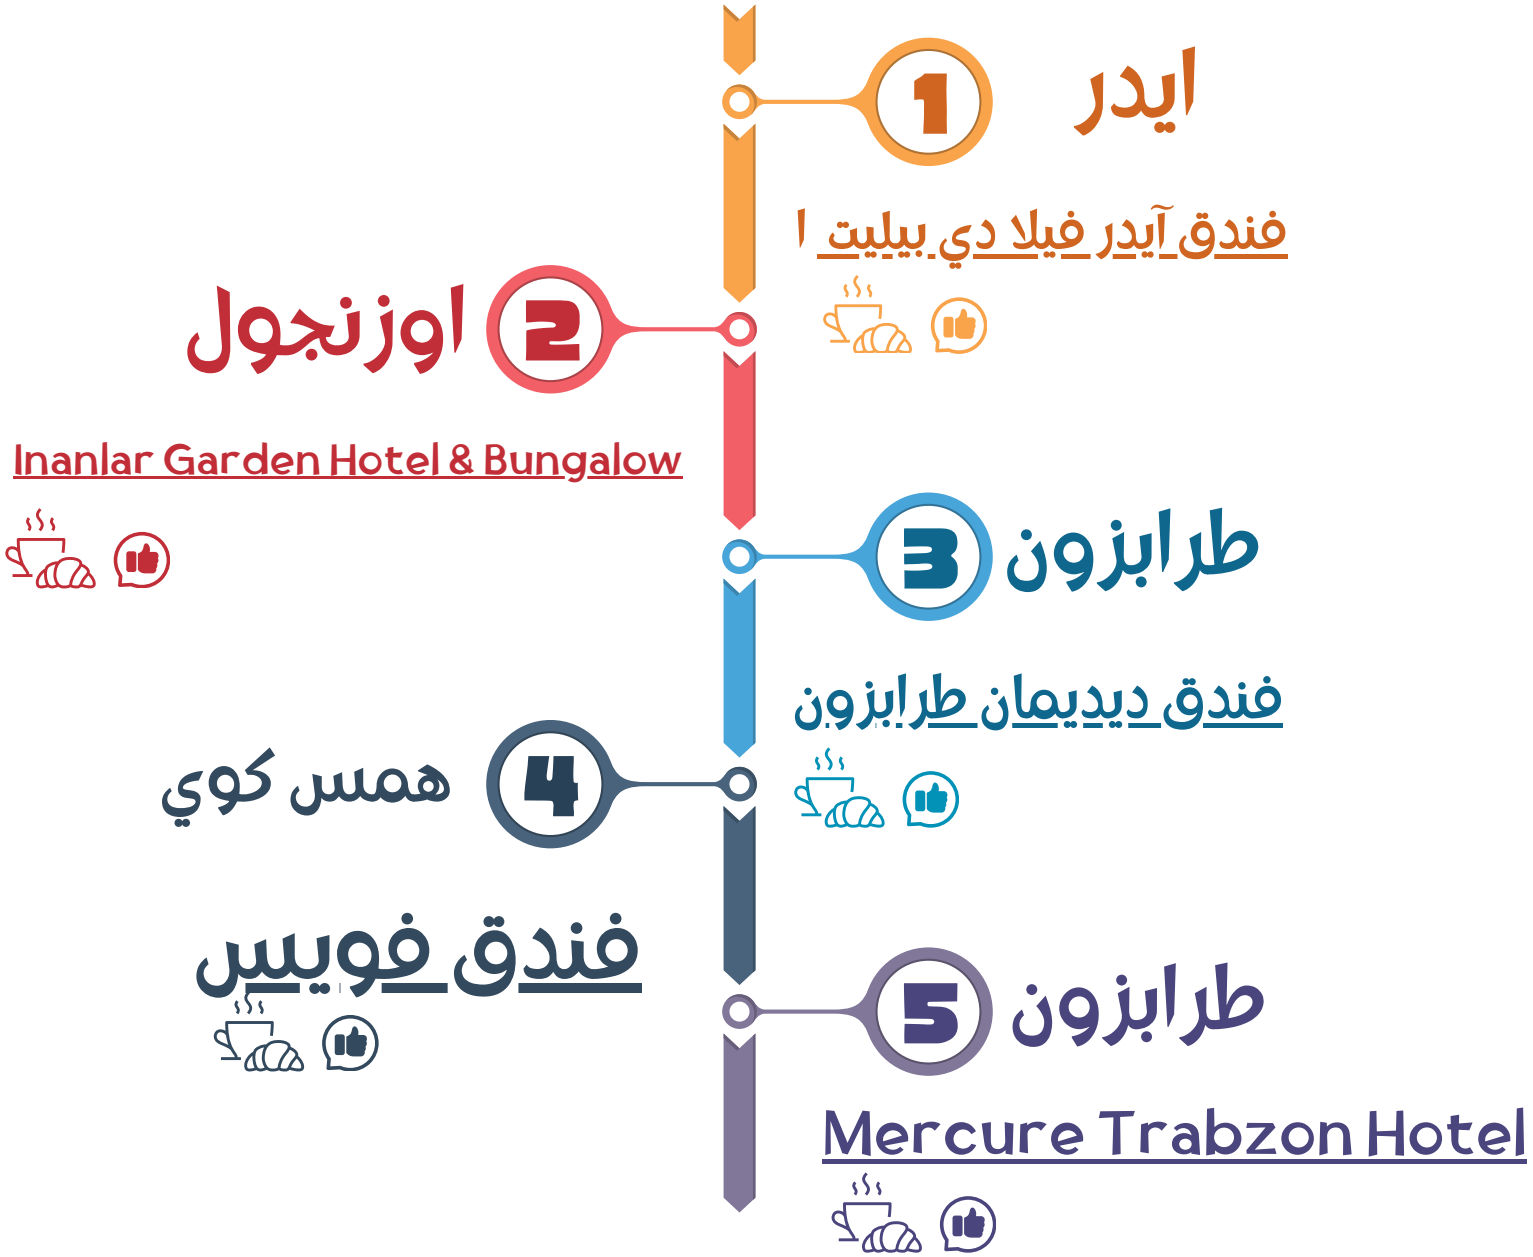 1
ايدر
فندق آيدر فيلا دي بيليت ا
2
اوزنجول
Inanlar Garden Hotel & Bungalow
3
طرابزون
فندق ديديمان طرابزون
4
همس كوي
فندق فويس
5
طرابزون
Mercure Trabzon Hotel